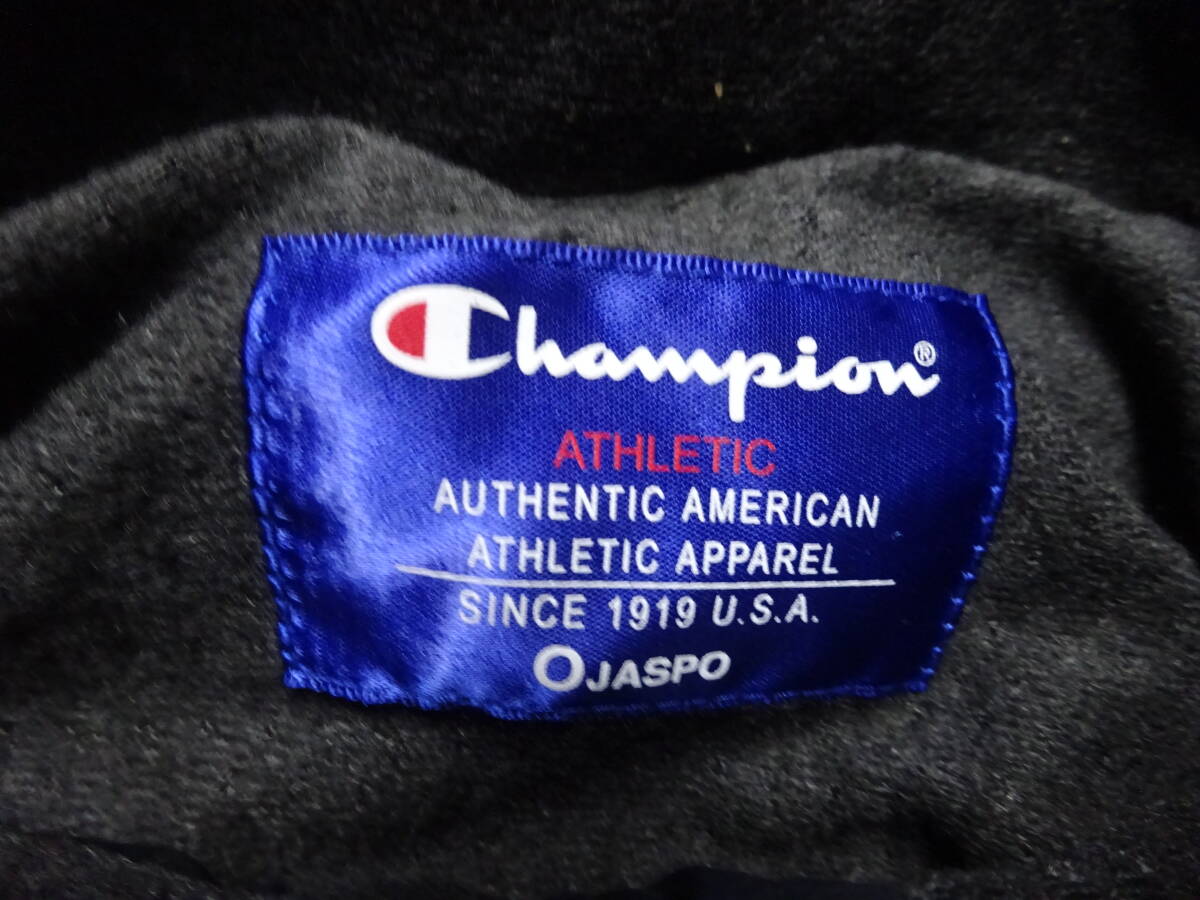 Champion®
ATHLETIC
AUTHENTIC AMERICAN
ATHLETIC APPAREL
SINCE 1919 U.S.A.
JASPO